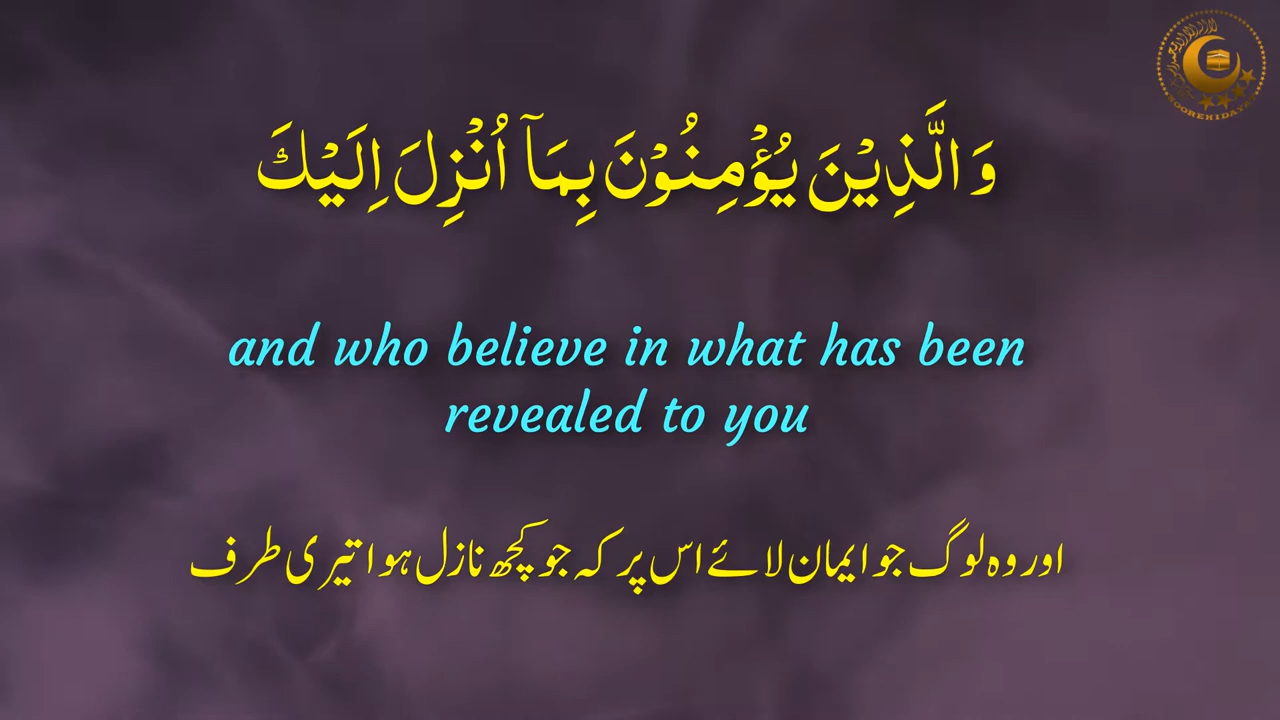 وَالَّذِيْنَ يُؤْمِنُوْنَ بِمَآ اُنْزِلَ اِلَيْكَ
and who believe in what has been
revealed to you
اور وہ لوگ جو ایمان لائے اس پر کہ جو کچھ نازل ہوا تیری طرف
NOOREHIDAYAT